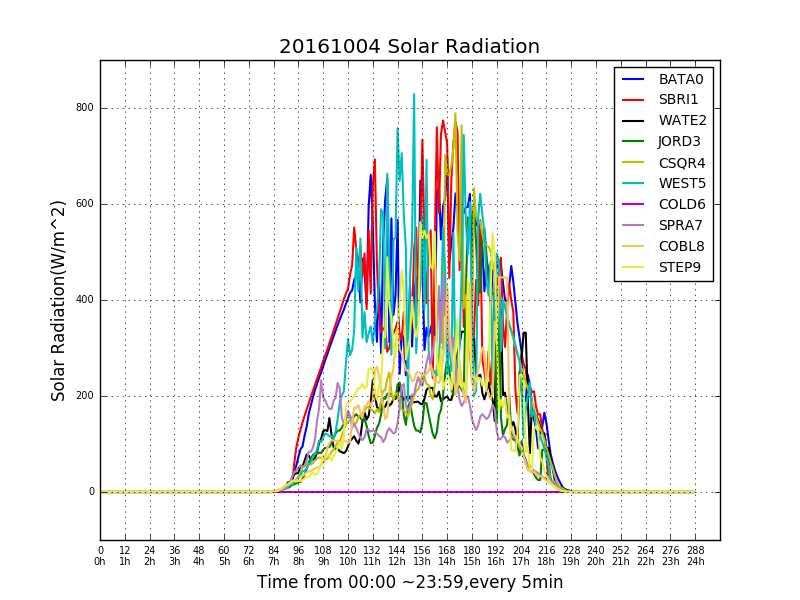 20161004 Solar Radiation
Solar Radiation(W/m^2)
800
600
400
200
0
BATA0
SBRI1
WATE2
JORD3
CSQR4
WEST5
COLD6
SPRA7
COBL8
STEP9
0 12 24 36 48 60 72 84 96 108 120 132 144 156 168 180 192 204 216 228 240 252 264 276 288
0h 1h 2h 3h 4h 5h 6h 7h 8h 9h 10h 11h 12h 13h 14h 15h 16h 17h 18h 19h 20h 21h 22h 23h 24h
Time from 00:00 ~23:59,every 5min